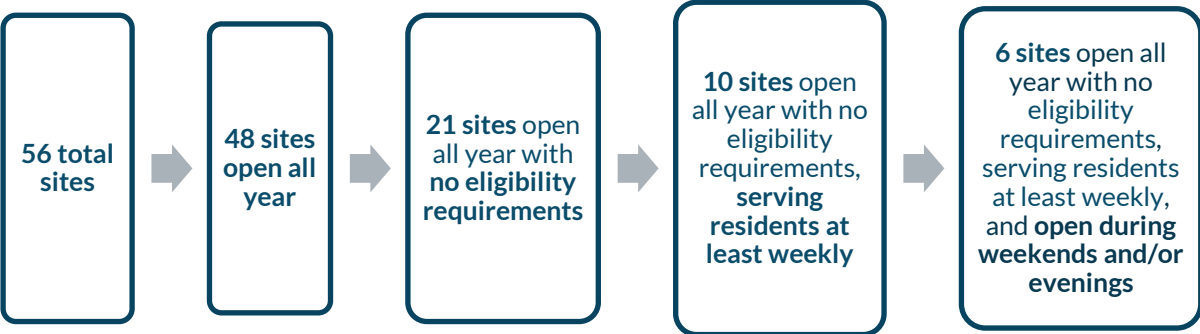 56 total
sites
48 sites
open all
year
21 sites open
all year with
no eligibility
requirements
10 sites open
all year with no
eligibility
requirements,
serving
residents at
least weekly
6 sites open all
year with no
eligibility
requirements,
serving residents
at least weekly,
and open during
weekends and/or
evenings